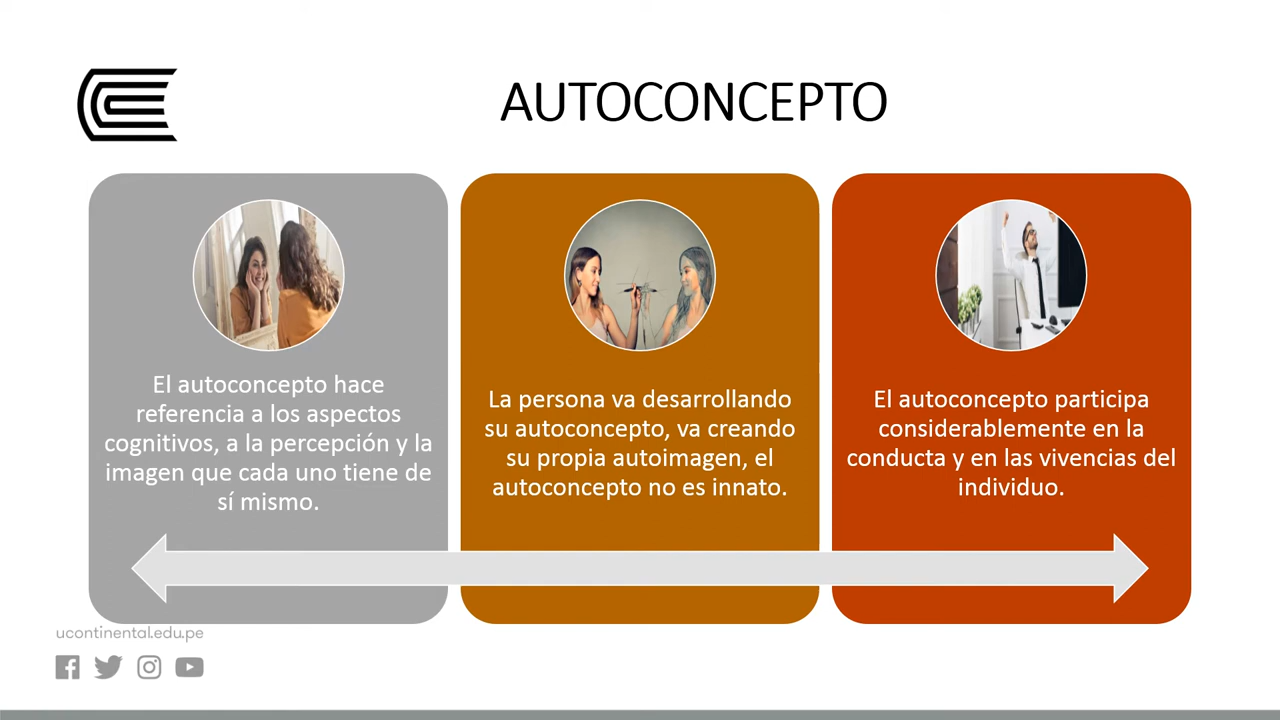 AUTOCONCEPTO
El autoconcepto hace
referencia a los aspectos
cognitivos, a la percepción y la
imagen que cada uno tiene de
sí mismo.
La persona va desarrollando
su autoconcepto, va creando
su propia autoimagen, el
autoconcepto no es innato.
El autoconcepto participa
considerablemente en la
conducta y en las vivencias del
individuo.
ucontinental.edu.pe